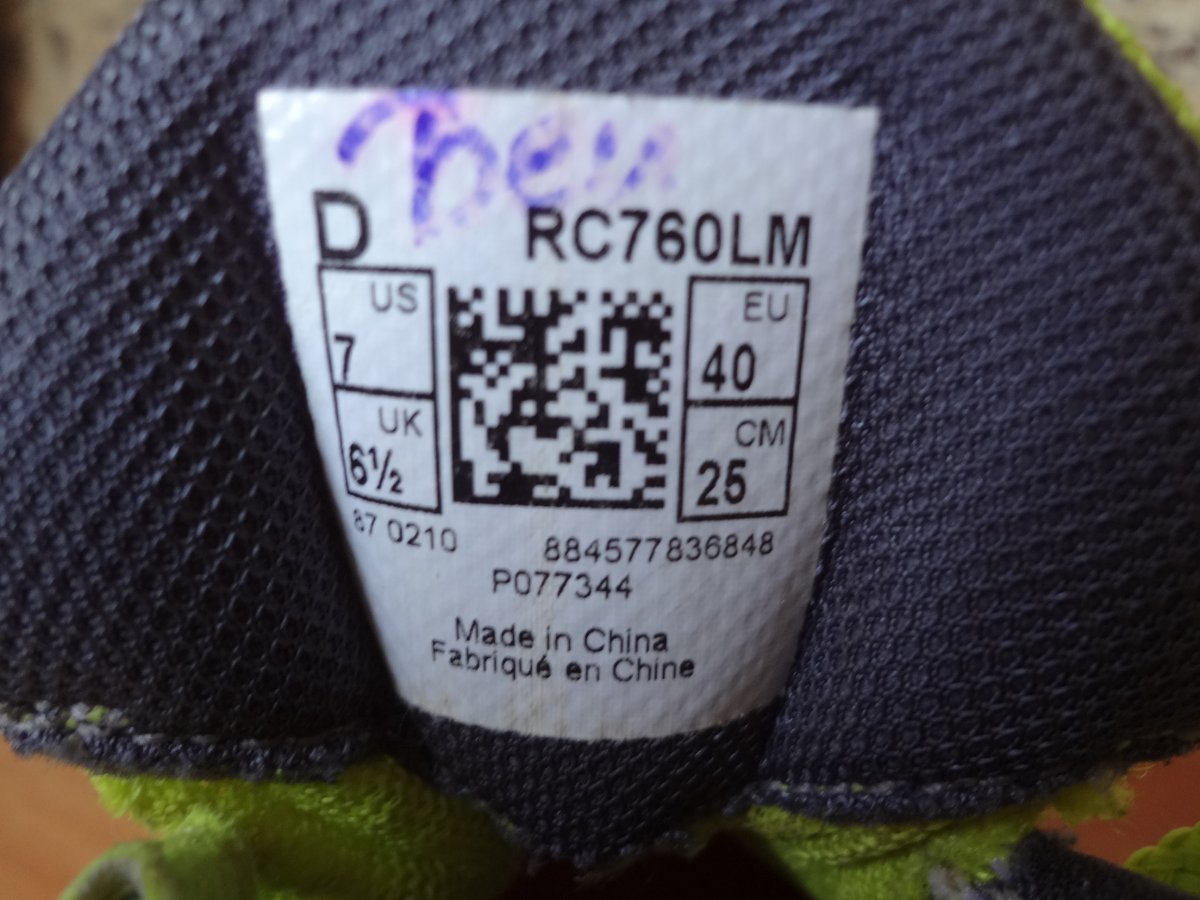 D RC760LM
US 7
EU 40
UK 6½
CM 25
87 0210 884577836848
P077344
Made in China
Fabriqué en Chine